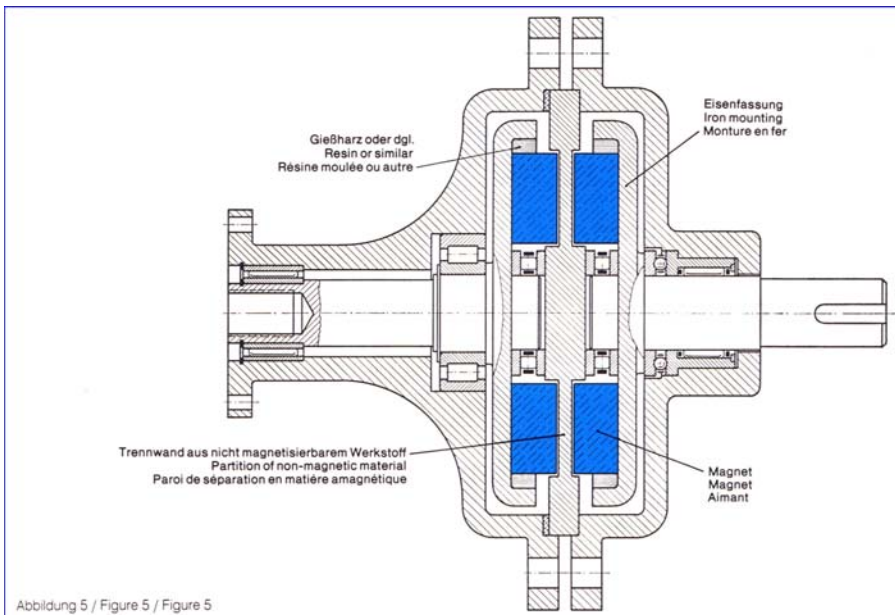 Gießharz oder dgl.
Resin or similar
Résine moulée ou autre
Eisenfassung
Iron mounting
Monture en fer
Trennwand aus nicht magnetisierbarem Werkstoff
Partition of non-magnetic material
Paroi de séparation en matière amagnétique
Magnet
Magnet
Aimant
Abbildung 5 / Figure 5 / Figure 5